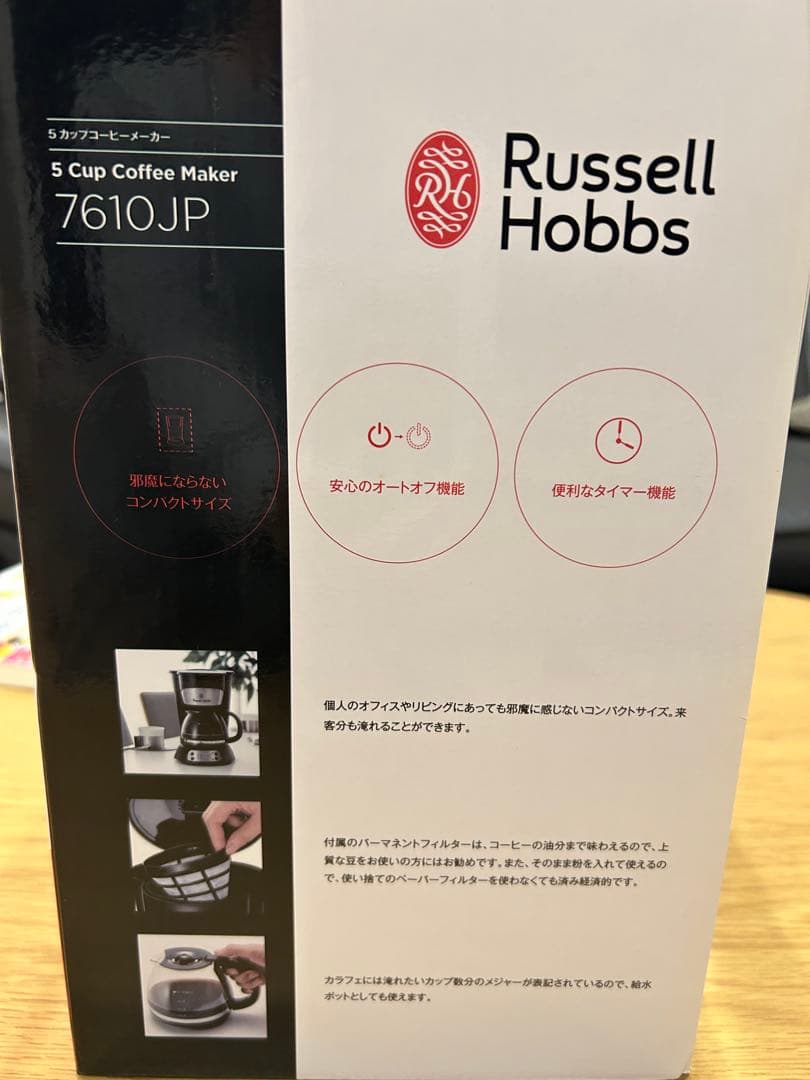 5カップコーヒーメーカー
5 Cup Coffee Maker
7610JP
RH
Russell
Hobbs
邪魔にならない
コンパクトサイズ
安心のオートオフ機能
便利なタイマー機能
個人のオフィスやリビングにあっても邪魔に感じないコンパクトサイズ。来
客分も淹れることができます。
付属のパーマネントフィルターは、コーヒーの油分まで味わえるので、上
質な豆をお使いの方にはお勧めです。また、そのまま粉を入れて使えるの
で、使い捨てのペーパーフィルターを使わなくても済み経済的です。
カラフェには淹れたいカップ数分のメジャーが表記されているので、給水
ポットとしても使えます。